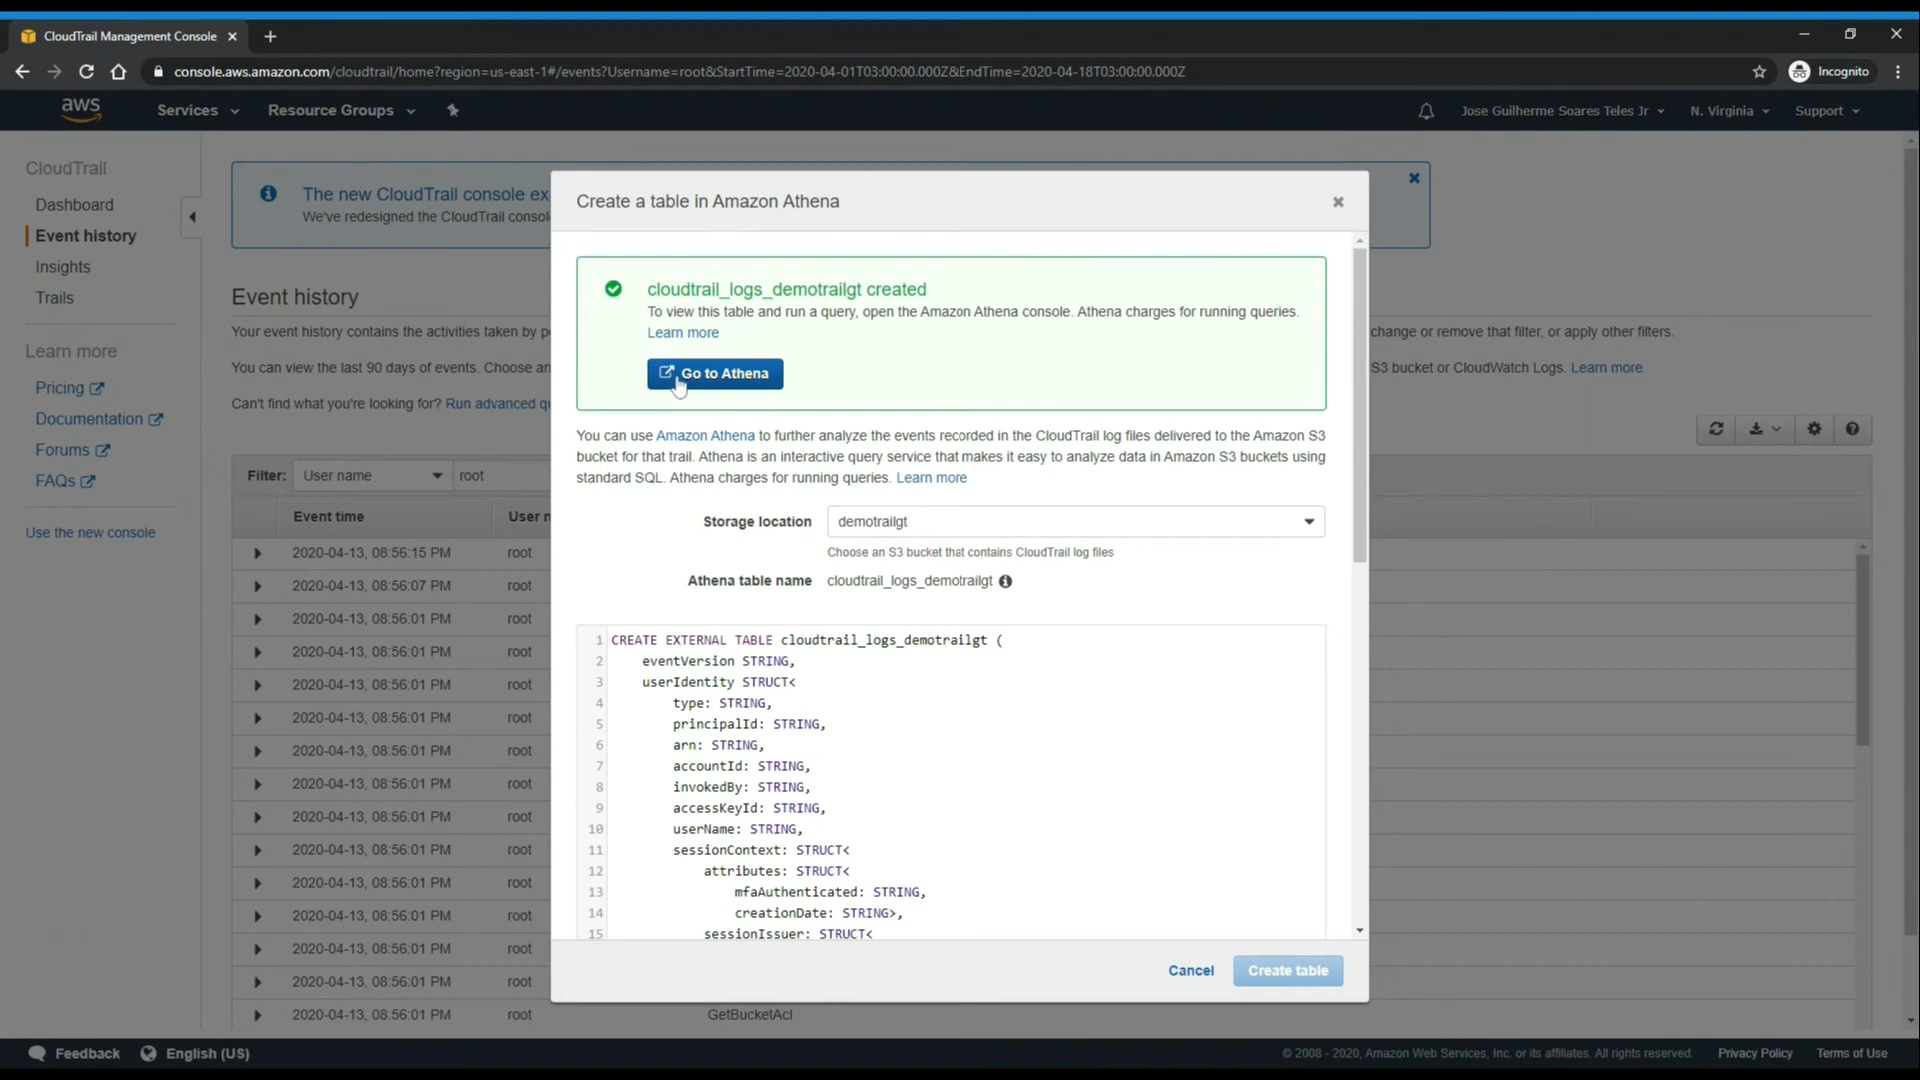 CloudTrail Management Console
console.aws.amazon.com/cloudtrail/home?region=us-east-1#/events?Username=root&StartTime=2020-04-01T03:00:00.000Z&EndTime=2020-04-18T03:00:00.000Z
Incognito
aws
Services
Resource Groups
Jose Guilherme Soares Teles Jr
N. Virginia
Support
CloudTrail
Dashboard
Event history
Insights
Trails
Learn more
Pricing
Documentation
Forums
FAQs
Use the new console
The new CloudTrail console ex
We've redesigned the CloudTrail consol
Event history
Your event history contains the activities taken by p
change or remove that filter, or apply other filters.
You can view the last 90 days of events. Choose an
S3 bucket or CloudWatch Logs. Learn more
Can't find what you're looking for? Run advanced q
Filter: User name root
Event time User n
2020-04-13, 08:56:15 PM root
2020-04-13, 08:56:07 PM root
2020-04-13, 08:56:01 PM root
2020-04-13, 08:56:01 PM root
2020-04-13, 08:56:01 PM root
2020-04-13, 08:56:01 PM root
2020-04-13, 08:56:01 PM root
2020-04-13, 08:56:01 PM root
2020-04-13, 08:56:01 PM root
2020-04-13, 08:56:01 PM root
2020-04-13, 08:56:01 PM root
2020-04-13, 08:56:01 PM root
2020-04-13, 08:56:01 PM root
2020-04-13, 08:56:01 PM root
2020-04-13, 08:56:01 PM root GetBucketAcl
Create a table in Amazon Athena
cloudtrail_logs_demotrailgt created
To view this table and run a query, open the Amazon Athena console. Athena charges for running queries.
Learn more
Go to Athena
You can use Amazon Athena to further analyze the events recorded in the CloudTrail log files delivered to the Amazon S3
bucket for that trail. Athena is an interactive query service that makes it easy to analyze data in Amazon S3 buckets using
standard SQL. Athena charges for running queries. Learn more
Storage location demotrailgt
Choose an S3 bucket that contains CloudTrail log files
Athena table name cloudtrail_logs_demotrailgt
1 CREATE EXTERNAL TABLE cloudtrail_logs_demotrailgt (
2 eventVersion STRING,
3 userIdentity STRUCT<
4 type: STRING,
5 principalId: STRING,
6 arn: STRING,
7 accountId: STRING,
8 invokedBy: STRING,
9 accessKeyId: STRING,
10 userName: STRING,
11 sessionContext: STRUCT<
12 attributes: STRUCT<
13 mfaAuthenticated: STRING,
14 creationDate: STRING>,
15 sessionIssuer: STRUCT<
Cancel
Create table
Feedback
English (US)
© 2008 - 2020, Amazon Web Services, Inc. or its affiliates. All rights reserved.
Privacy Policy
Terms of Use